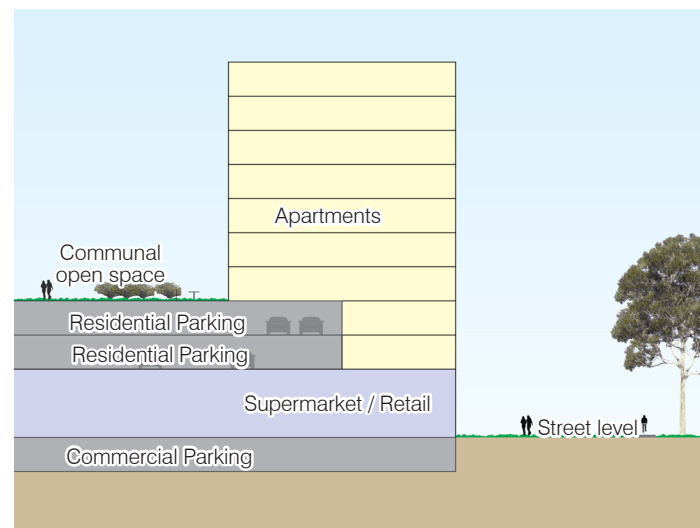 Apartments
Communal
open space
Residential Parking
Residential Parking
Supermarket / Retail
Street level
Commercial Parking